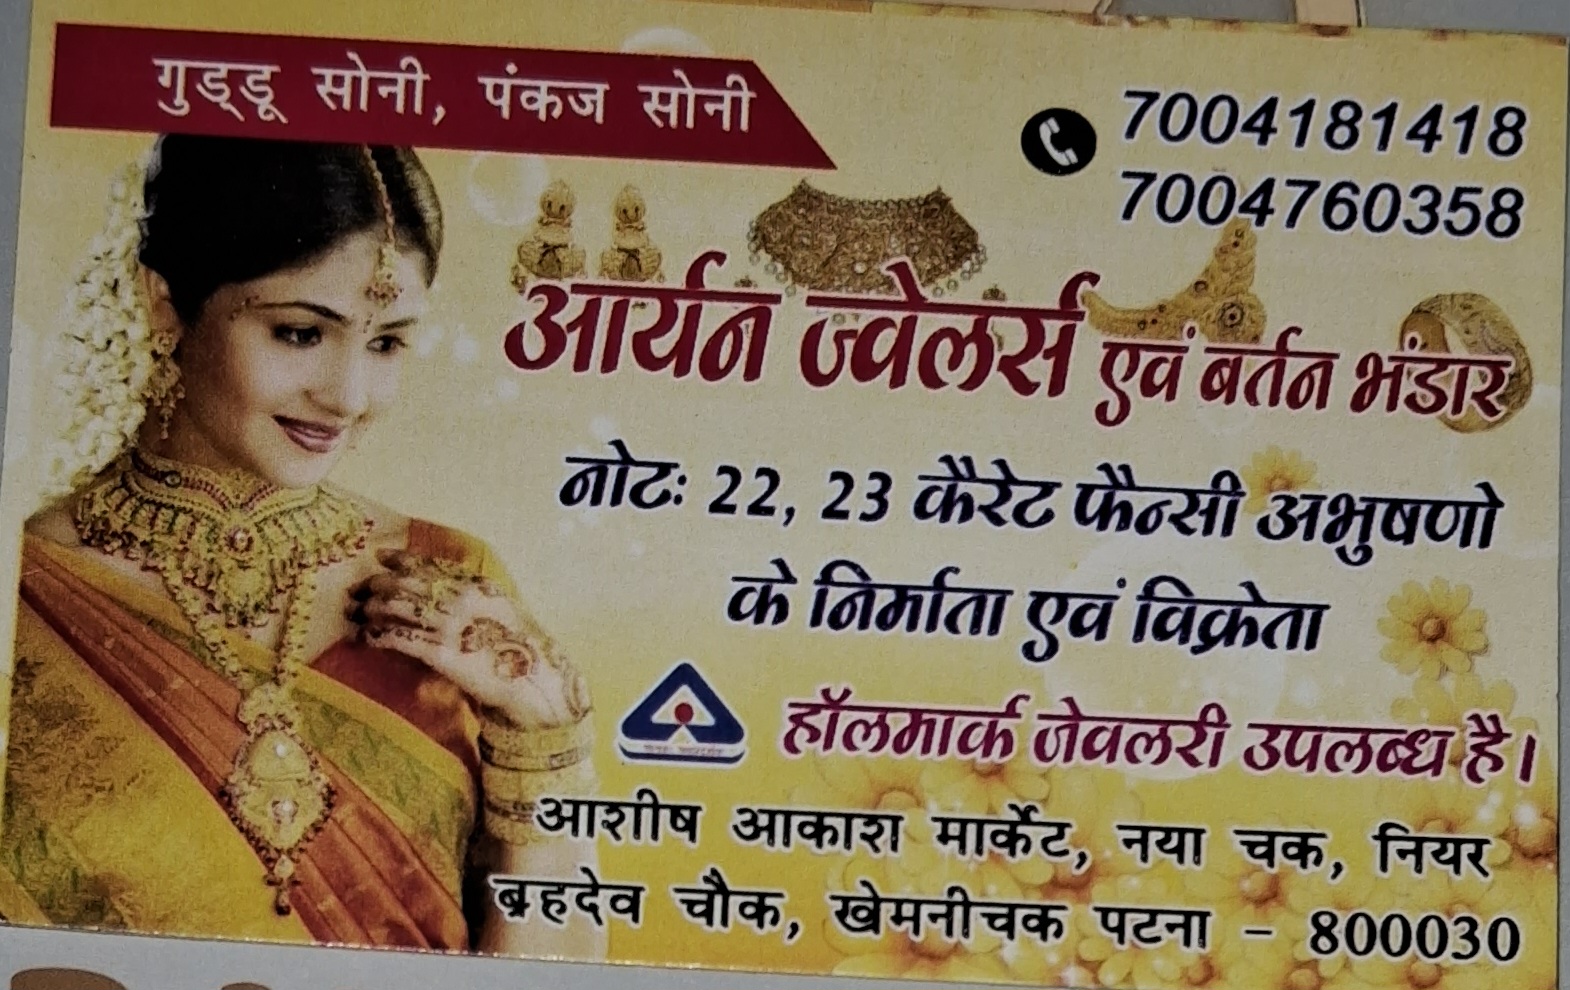 गुड्डू सोनी, पंकज सोनी
7004181418
7004760358
आर्यन ज्वेलर्स एवं बर्तन भंडार
नोटः 22, 23 कैरेट फैन्सी अभुषणो
के निर्माता एवं विक्रेता
हॉलमार्क जेवलरी उपलब्ध है।
आशीष आकाश मार्केट, नया चक, नियर
ब्रहदेव चौक, खेमनीचक पटना - 800030